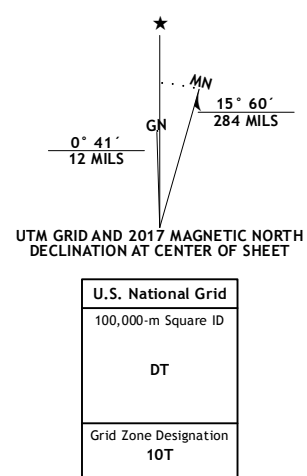 ★
MN
GN
0° 41´
12 MILS
15° 60´
284 MILS
UTM GRID AND 2017 MAGNETIC NORTH
DECLINATION AT CENTER OF SHEET
U.S. National Grid
100,000-m Square ID
DT
Grid Zone Designation
10T